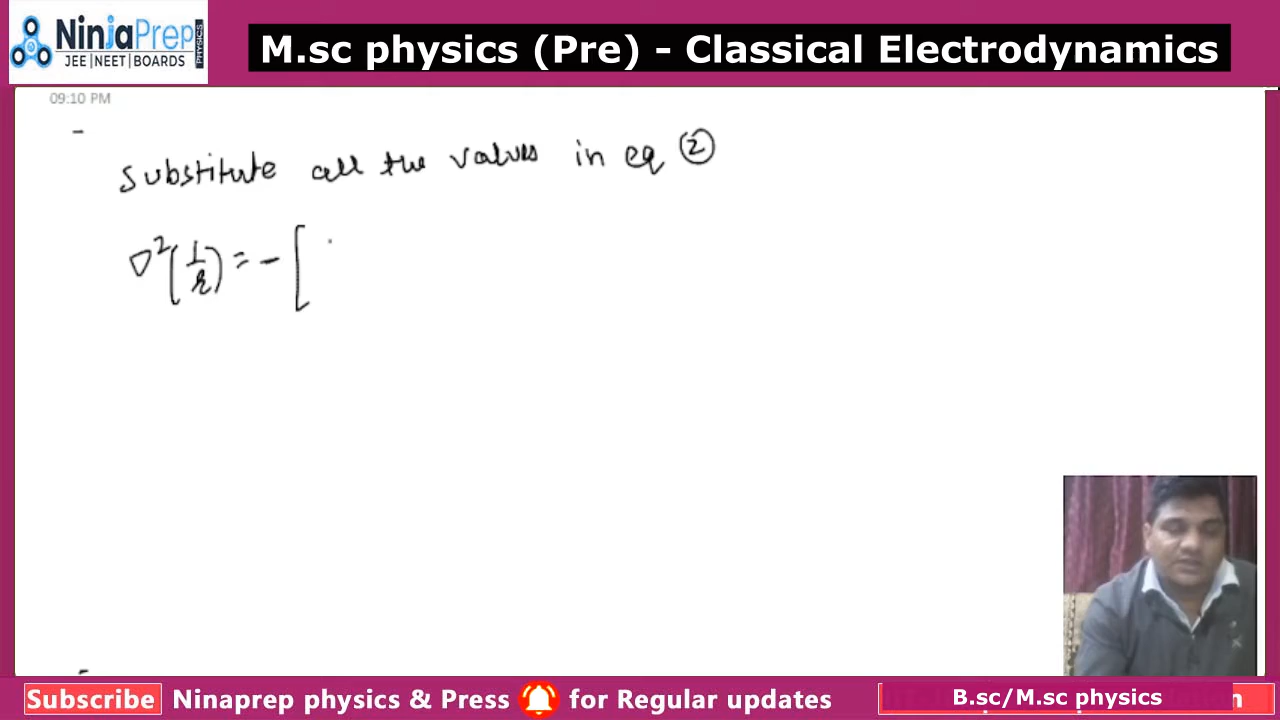 NinjaPrep
JEE|NEET|BOARDS
PHYSICS
M.sc physics (Pre) - Classical Electrodynamics
09:10 PM
Substitute all the values in eq ②
∇²(1/r) = - [
Subscribe
Ninaprep physics & Press
for Regular updates
B.sc/M.sc physics